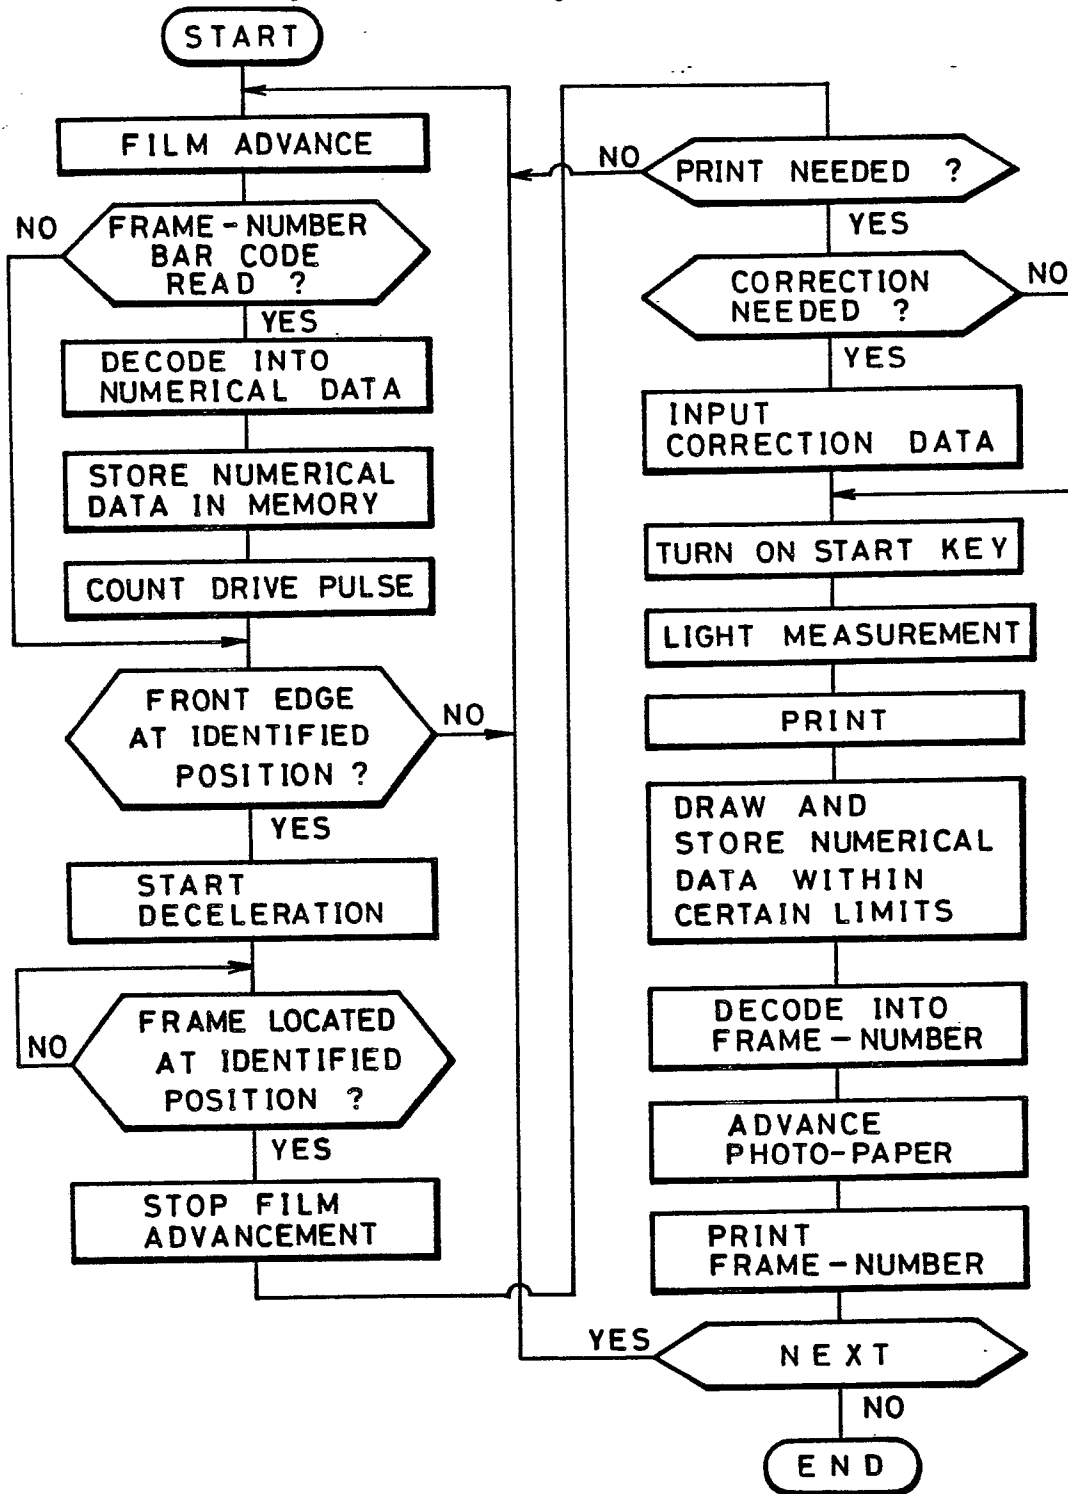 START
FILM ADVANCE
NO
FRAME-NUMBER
BAR CODE
READ ?
YES
DECODE INTO
NUMERICAL DATA
STORE NUMERICAL
DATA IN MEMORY
COUNT DRIVE PULSE
FRONT EDGE
AT IDENTIFIED
POSITION ?
NO
YES
START
DECELERATION
FRAME LOCATED
AT IDENTIFIED
POSITION ?
NO
YES
STOP FILM
ADVANCEMENT
NO
PRINT NEEDED ?
YES
CORRECTION
NEEDED ?
NO
YES
INPUT
CORRECTION DATA
TURN ON START KEY
LIGHT MEASUREMENT
PRINT
DRAW AND
STORE NUMERICAL
DATA WITHIN
CERTAIN LIMITS
DECODE INTO
FRAME-NUMBER
ADVANCE
PHOTO-PAPER
PRINT
FRAME-NUMBER
YES
NEXT
NO
END